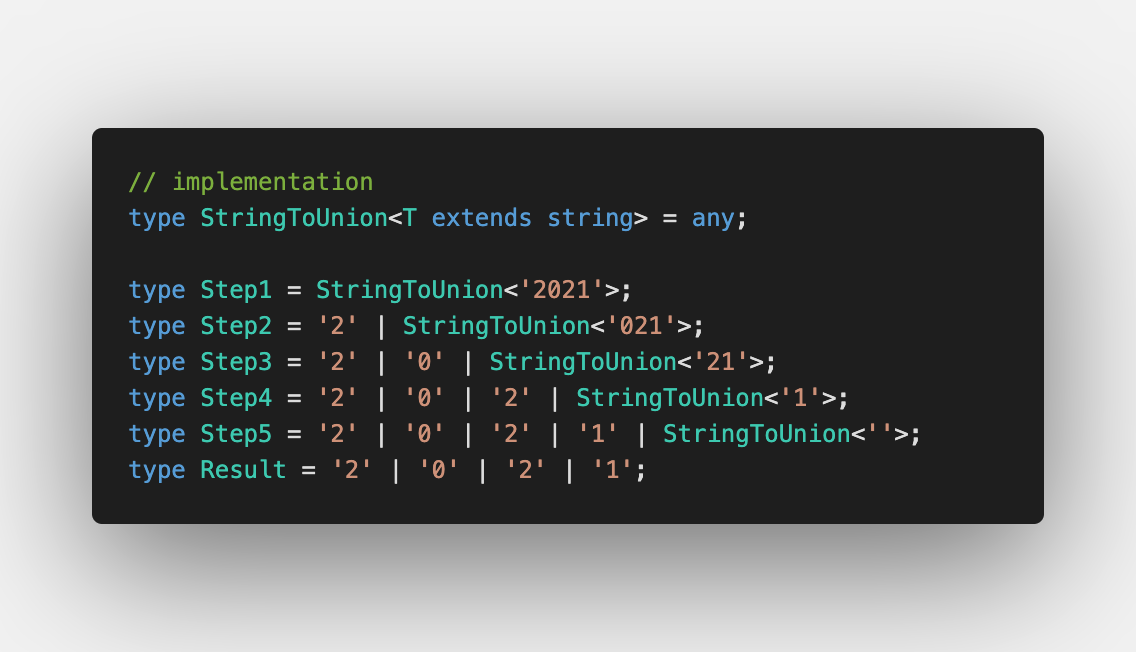 // implementation
type StringToUnion<T extends string> = any;
type Step1 = StringToUnion<'2021'>;
type Step2 = '2' | StringToUnion<'021'>;
type Step3 = '2' | '0' | StringToUnion<'21'>;
type Step4 = '2' | '0' | '2' | StringToUnion<'1'>;
type Step5 = '2' | '0' | '2' | '1' | StringToUnion<''>;
type Result = '2' | '0' | '2' | '1';